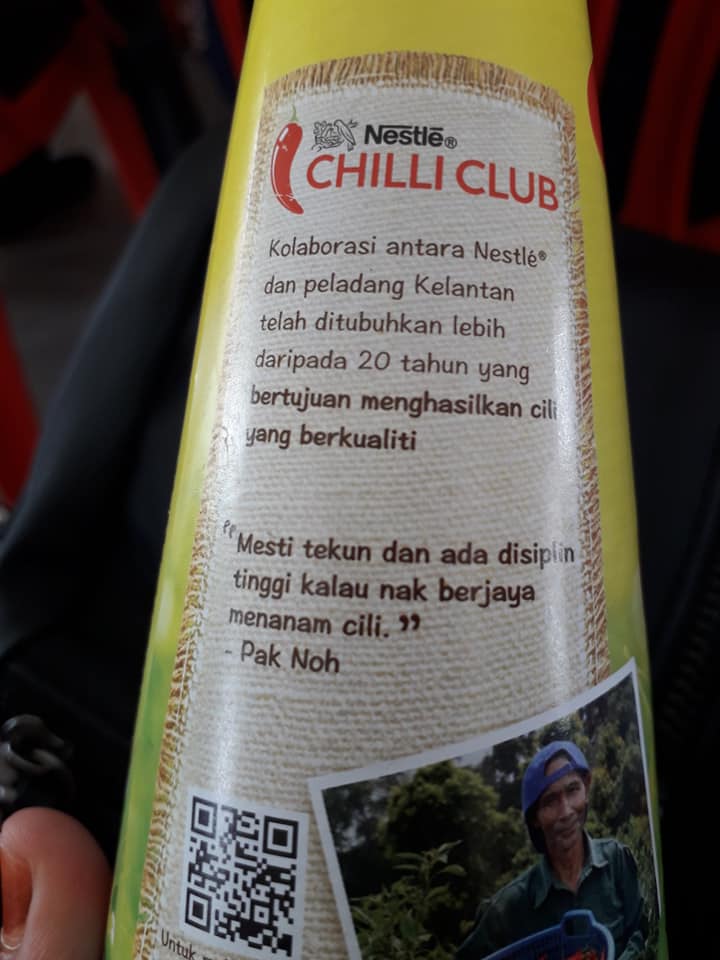 Nestlē®
CHILLI CLUB
Kolaborasi antara Nestlé®
dan peladang Kelantan
telah ditubuhkan lebih
daripada 20 tahun yang
bertujuan menghasilkan cili
yang berkualiti
"Mesti tekun dan ada disiplin
tinggi kalau nak berjaya
menanam cili."
- Pak Noh
Untuk